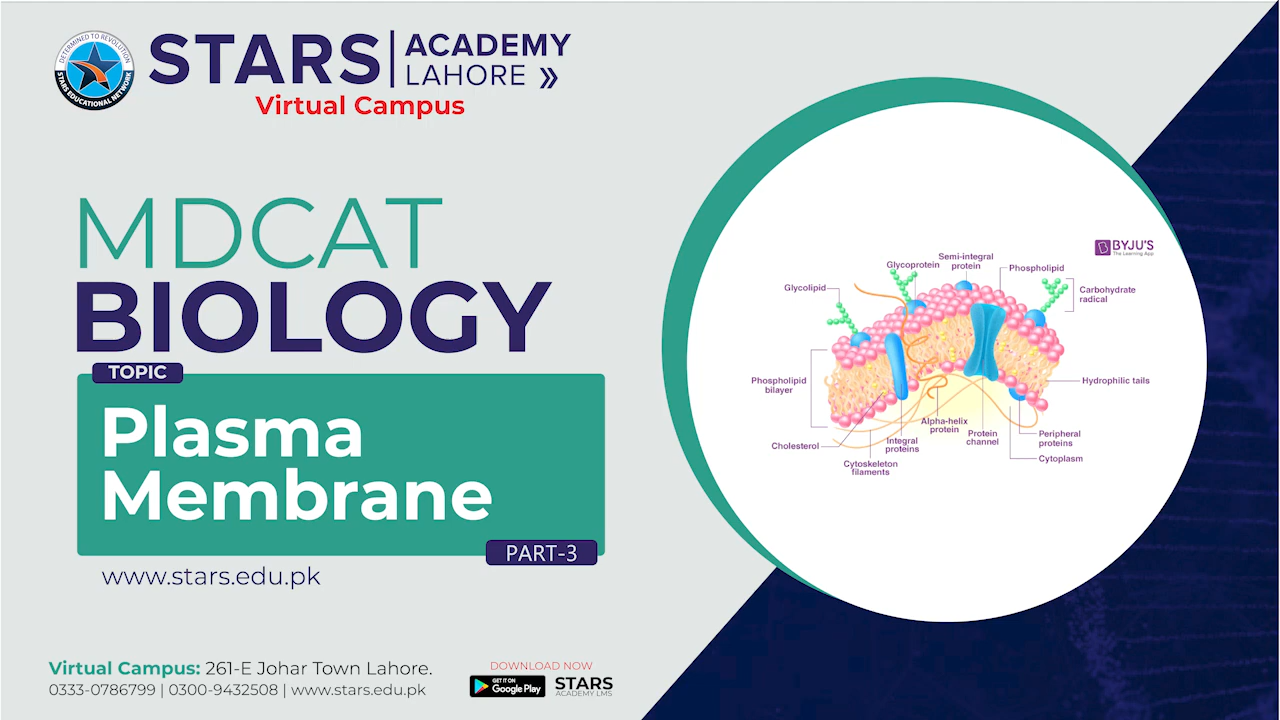 DETERMINED TO REVOLUTION
STARS EDUCATIONAL NETWORK
STARS
ACADEMY
LAHORE
Virtual Campus
MDCAT
BIOLOGY
TOPIC
Plasma
Membrane
PART-3
www.stars.edu.pk
Virtual Campus: 261-E Johar Town Lahore.
0333-0786799 | 0300-9432508 | www.stars.edu.pk
DOWNLOAD NOW
GET IT ON
Google Play
STARS
ACADEMY LMS
BYJU'S
The Learning App
Semi-integral
protein
Glycoprotein
Phospholipid
Glycolipid
Carbohydrate
radical
Phospholipid
bilayer
Hydrophilic tails
Alpha-helix
protein
Protein
channel
Peripheral
proteins
Cholesterol
Integral
proteins
Cytoplasm
Cytoskeleton
filaments